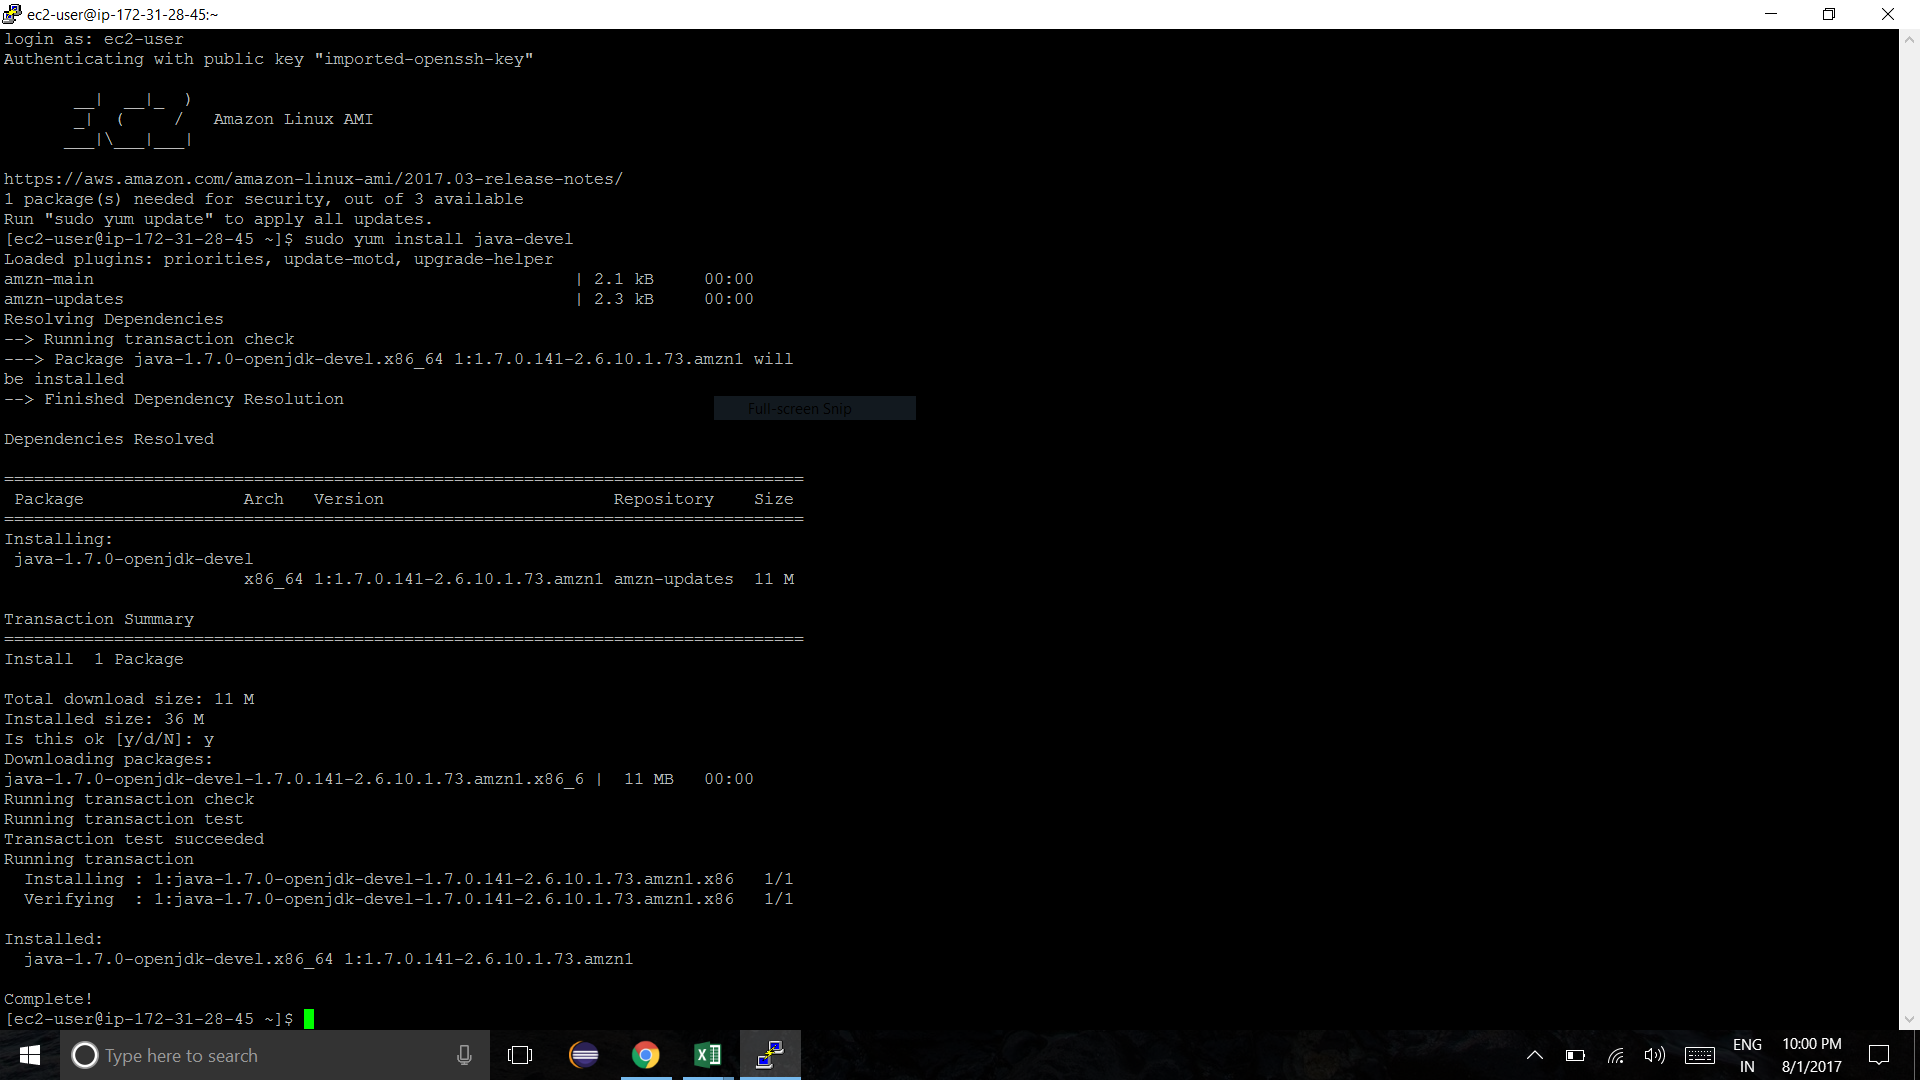 ec2-user@ip-172-31-28-45:~
login as: ec2-user
Authenticating with public key "imported-openssh-key"

       __|  __|_  )
       _|  (     /   Amazon Linux AMI
      ___|\___|___|

https://aws.amazon.com/amazon-linux-ami/2017.03-release-notes/
1 package(s) needed for security, out of 3 available
Run "sudo yum update" to apply all updates.
[ec2-user@ip-172-31-28-45 ~]$ sudo yum install java-devel
Loaded plugins: priorities, update-motd, upgrade-helper
amzn-main                                                | 2.1 kB     00:00
amzn-updates                                             | 2.3 kB     00:00
Resolving Dependencies
--> Running transaction check
---> Package java-1.7.0-openjdk-devel.x86_64 1:1.7.0.141-2.6.10.1.73.amzn1 will
be installed
--> Finished Dependency Resolution
Full-screen Snip

Dependencies Resolved

================================================================================
 Package                Arch   Version                       Repository    Size
================================================================================
Installing:
 java-1.7.0-openjdk-devel
                        x86_64 1:1.7.0.141-2.6.10.1.73.amzn1 amzn-updates  11 M

Transaction Summary
================================================================================
Install  1 Package

Total download size: 11 M
Installed size: 36 M
Is this ok [y/d/N]: y
Downloading packages:
java-1.7.0-openjdk-devel-1.7.0.141-2.6.10.1.73.amzn1.x86_6 |  11 MB   00:00
Running transaction check
Running transaction test
Transaction test succeeded
Running transaction
  Installing : 1:java-1.7.0-openjdk-devel-1.7.0.141-2.6.10.1.73.amzn1.x86   1/1
  Verifying  : 1:java-1.7.0-openjdk-devel-1.7.0.141-2.6.10.1.73.amzn1.x86   1/1

Installed:
  java-1.7.0-openjdk-devel.x86_64 1:1.7.0.141-2.6.10.1.73.amzn1

Complete!
[ec2-user@ip-172-31-28-45 ~]$
Type here to search
ENG
IN
10:00 PM
8/1/2017